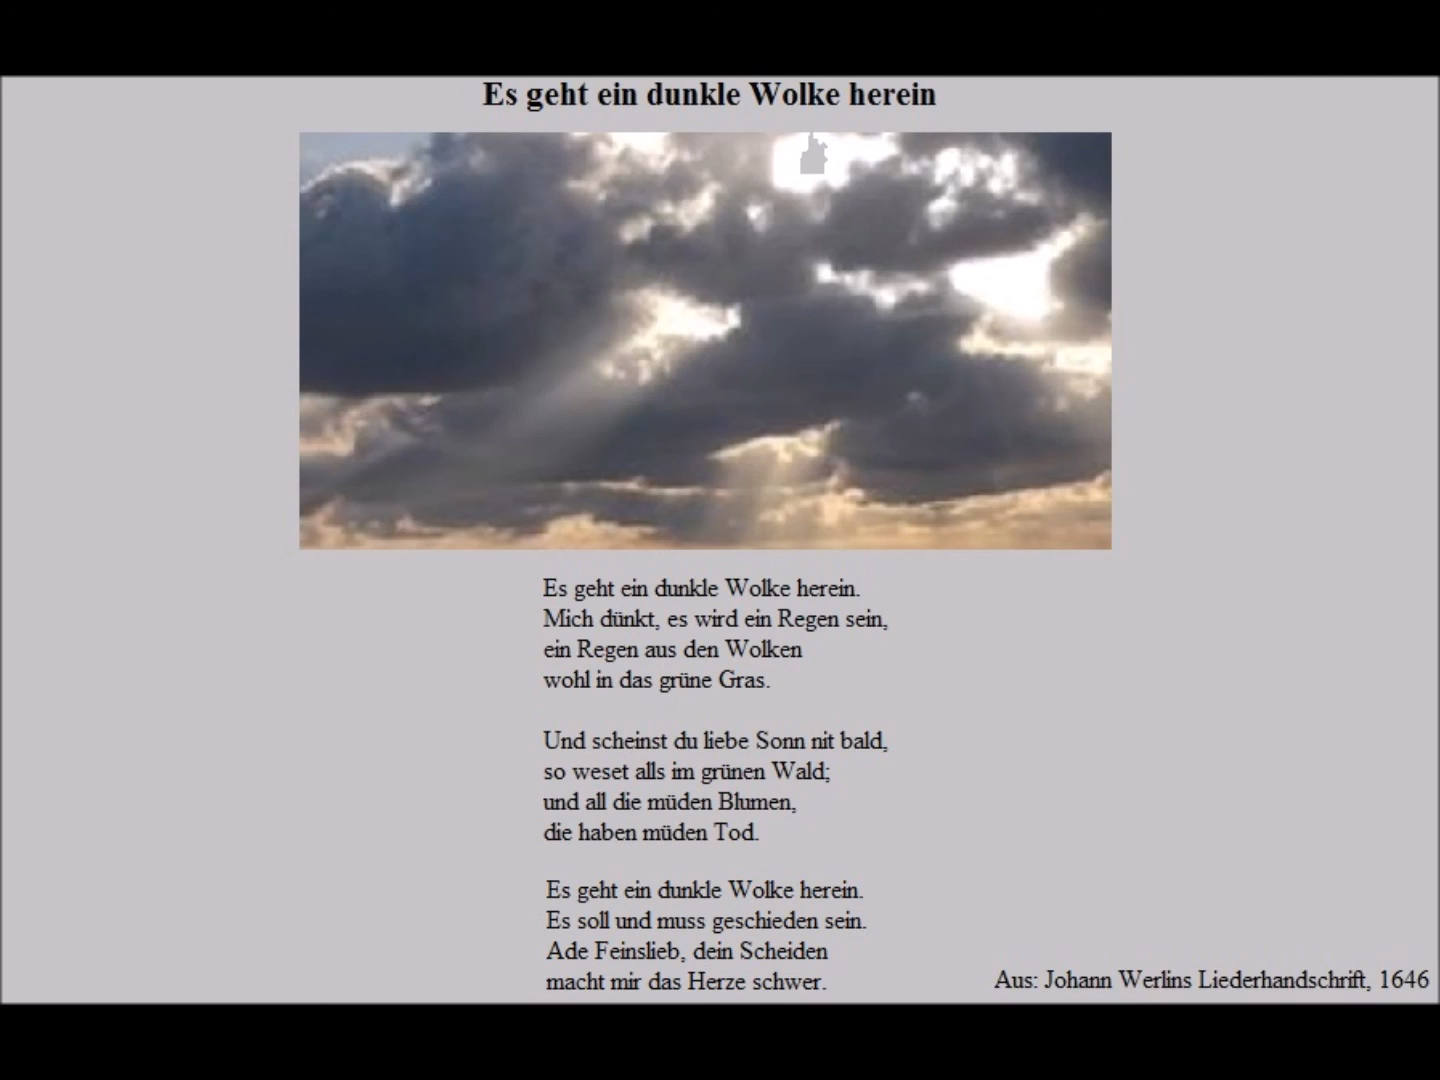 Es geht ein dunkle Wolke herein
Es geht ein dunkle Wolke herein.
Mich dünkt, es wird ein Regen sein,
ein Regen aus den Wolken
wohl in das grüne Gras.
Und scheinst du liebe Sonn nit bald,
so weset alls im grünen Wald;
und all die müden Blumen,
die haben müden Tod.
Es geht ein dunkle Wolke herein.
Es soll und muss geschieden sein.
Ade Feinslieb, dein Scheiden
macht mir das Herze schwer.
Aus: Johann Werlins Liederhandschrift, 1646